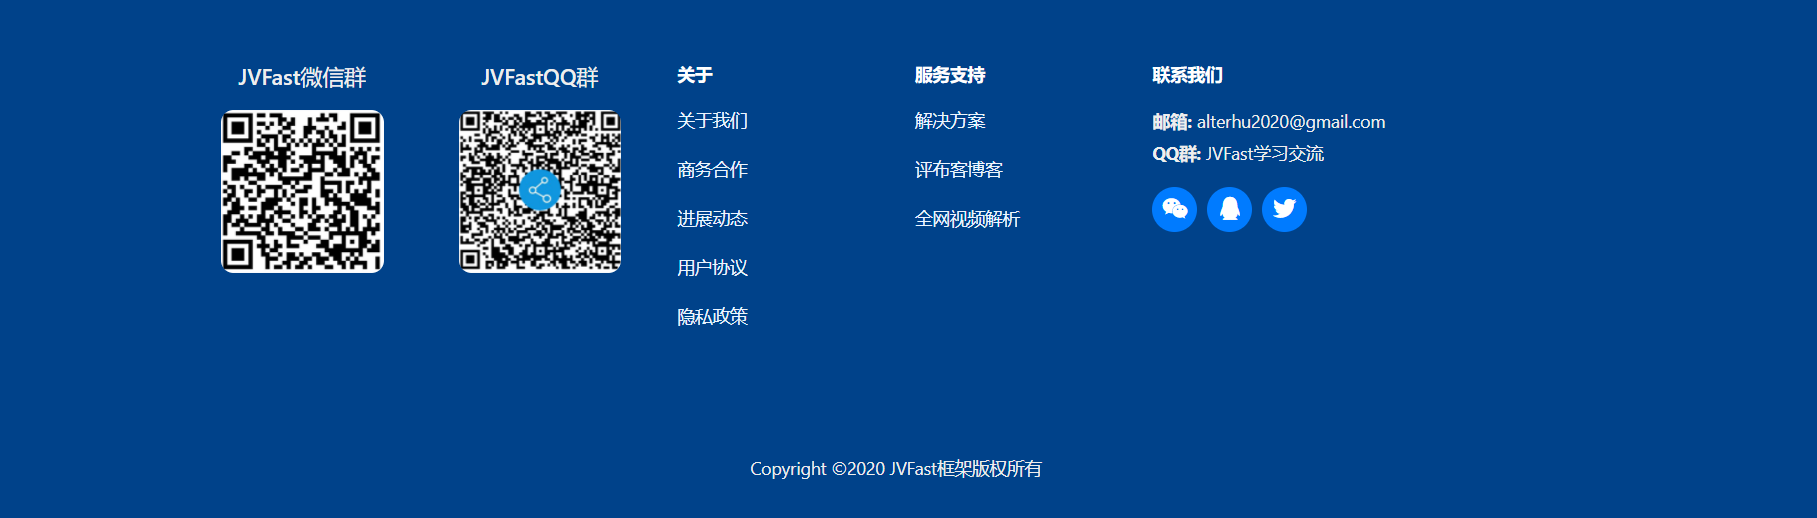 JVFast微信群
JVFastQQ群
关于
关于我们
商务合作
进展动态
用户协议
隐私政策
服务支持
解决方案
评布客博客
全网视频解析
联系我们
邮箱: alterhu2020@gmail.com
QQ群: JVFast学习交流
Copyright ©2020 JVFast框架版权所有